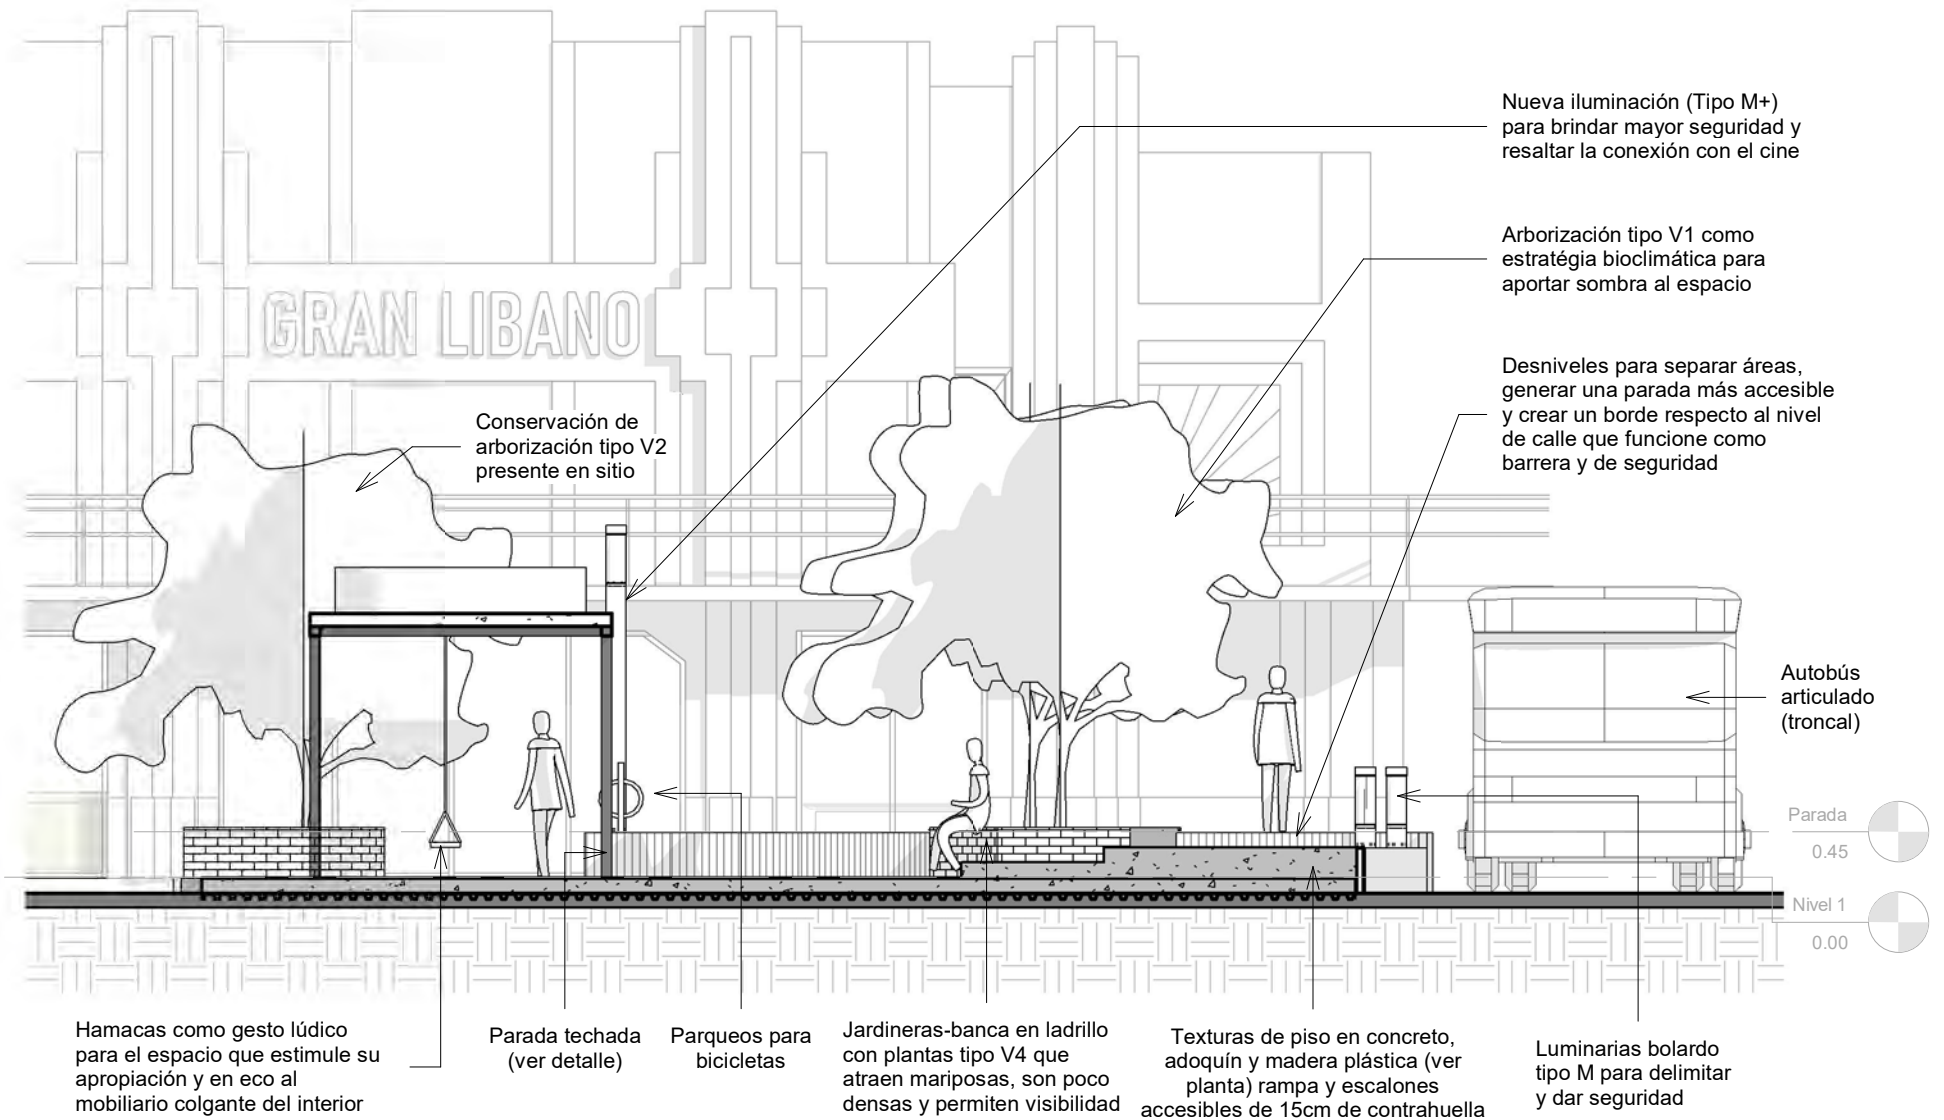 Nueva iluminación (Tipo M+)
para brindar mayor seguridad y
resaltar la conexión con el cine
Arborización tipo V1 como
estratégia bioclimática para
aportar sombra al espacio
GRAN LIBANO
Desniveles para separar áreas,
generar una parada más accesible
y crear un borde respecto al nivel
de calle que funcione como
barrera y de seguridad
Conservación de
arborización tipo V2
presente en sitio
Autobús
articulado
(troncal)
Parada
0.45
Nivel 1
0.00
Hamacas como gesto lúdico
para el espacio que estimule su
apropiación y en eco al
mobiliario colgante del interior
Parada techada
(ver detalle)
Parqueos para
bicicletas
Jardineras-banca en ladrillo
con plantas tipo V4 que
atraen mariposas, son poco
densas y permiten visibilidad
Texturas de piso en concreto,
adoquín y madera plástica (ver
planta) rampa y escalones
accesibles de 15cm de contrahuella
Luminarias bolardo
tipo M para delimitar
y dar seguridad